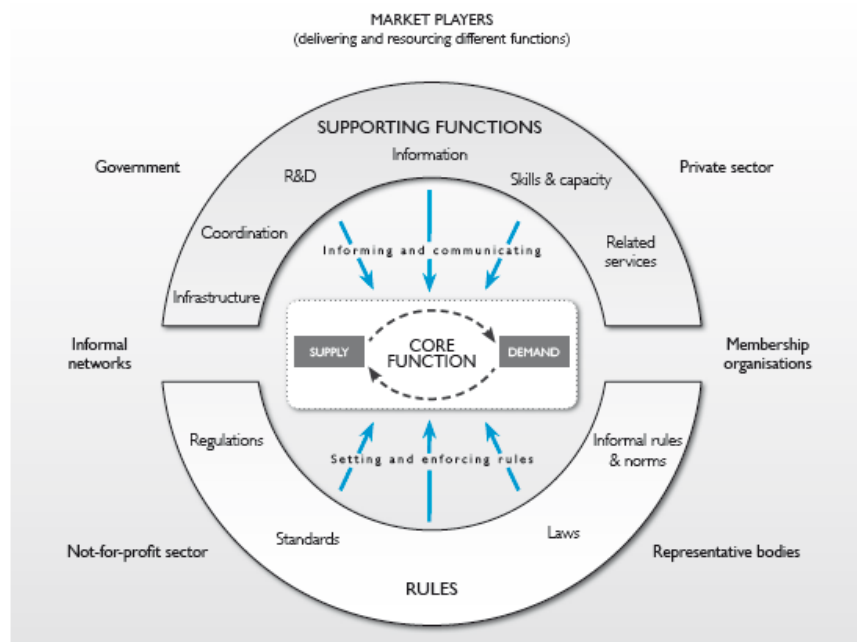 MARKET PLAYERS
(delivering and resourcing different functions)
SUPPORTING FUNCTIONS
Information
Government
Private sector
R&D
Skills & capacity
Coordination
Related
services
Informing and communicating
Infrastructure
Informal
networks
SUPPLY
CORE
FUNCTION
DEMAND
Membership
organisations
Regulations
Informal rules
& norms
Setting and enforcing rules
Standards
Laws
Not-for-profit sector
Representative bodies
RULES